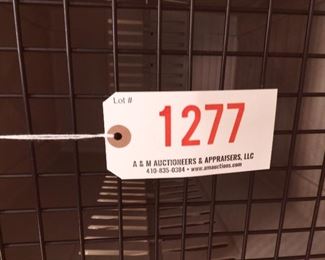 Lot #
1277
A & M AUCTIONEERS & APPRAISERS, LLC
410-835-0384 • www.amauctions.com